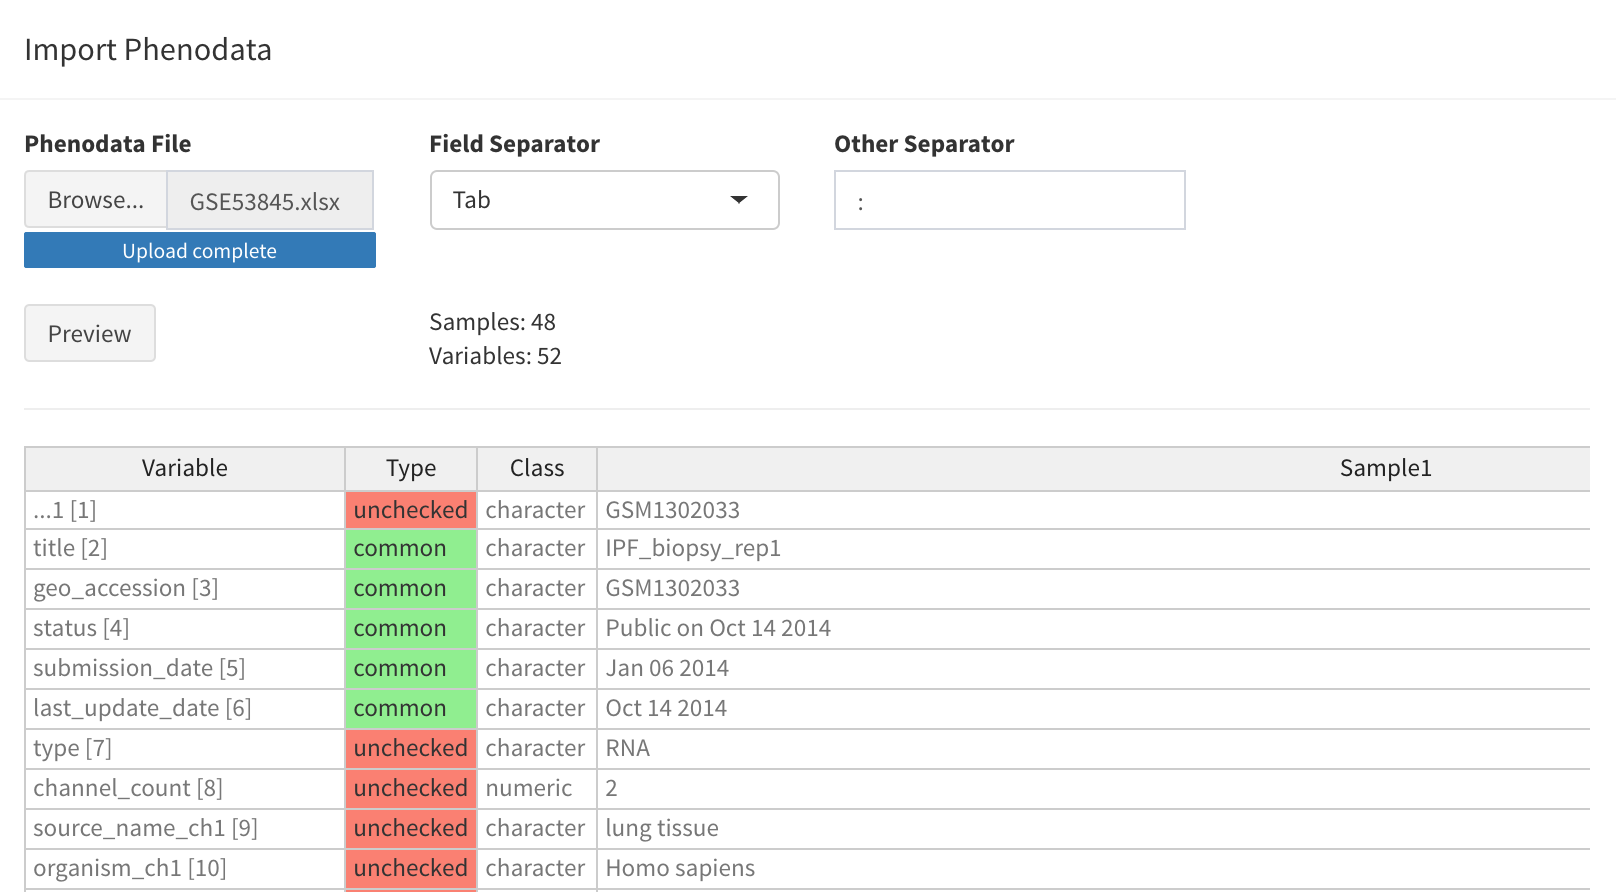 Import Phenodata
Phenodata File Field Separator Other Separator
Browse... GSE53845.xlsx Tab :
Upload complete
Preview
Samples: 48
Variables: 52
Variable Type Class Sample1
...1 [1] unchecked character GSM1302033
title [2] common character IPF_biopsy_rep1
geo_accession [3] common character GSM1302033
status [4] common character Public on Oct 14 2014
submission_date [5] common character Jan 06 2014
last_update_date [6] common character Oct 14 2014
type [7] unchecked character RNA
channel_count [8] unchecked numeric 2
source_name_ch1 [9] unchecked character lung tissue
organism_ch1 [10] unchecked character Homo sapiens